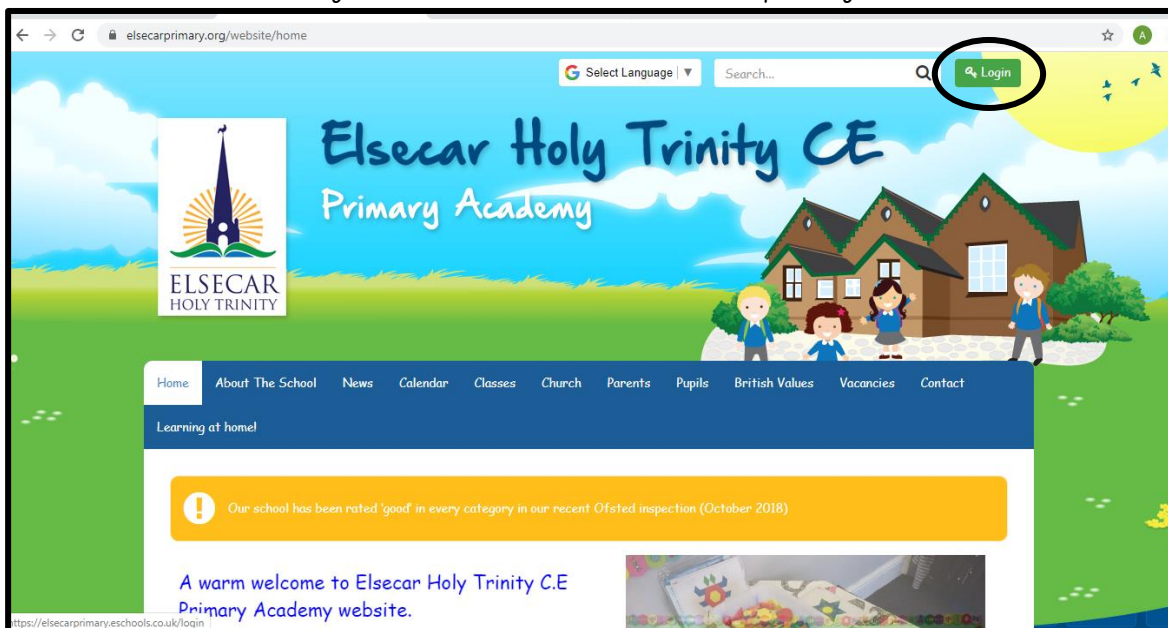 elsecarprimary.org/website/home
A
Select Language ▼ Search... Login
Elsecar Holy Trinity CE
Primary Academy
ELSECAR
HOLY TRINITY
Home About The School News Calendar Classes Church Parents Pupils British Values Vacancies Contact
Learning at home!
! Our school has been rated 'good' in every category in our recent Ofsted inspection (October 2018)
A warm welcome to Elsecar Holy Trinity C.E
Primary Academy website.
https://elsecarprimary.eschools.co.uk/login